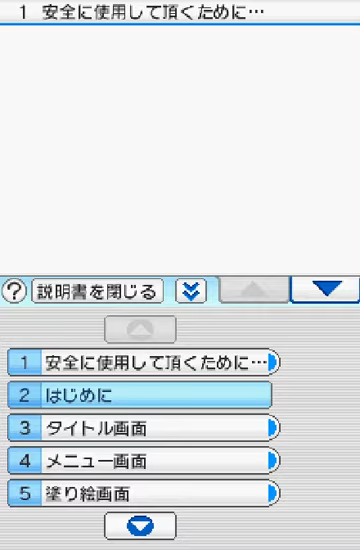 1 安全に使用して頂くために…
? 説明書を閉じる
1 安全に使用して頂くために…
2 はじめに
3 タイトル画面
4 メニュー画面
5 塗り絵画面